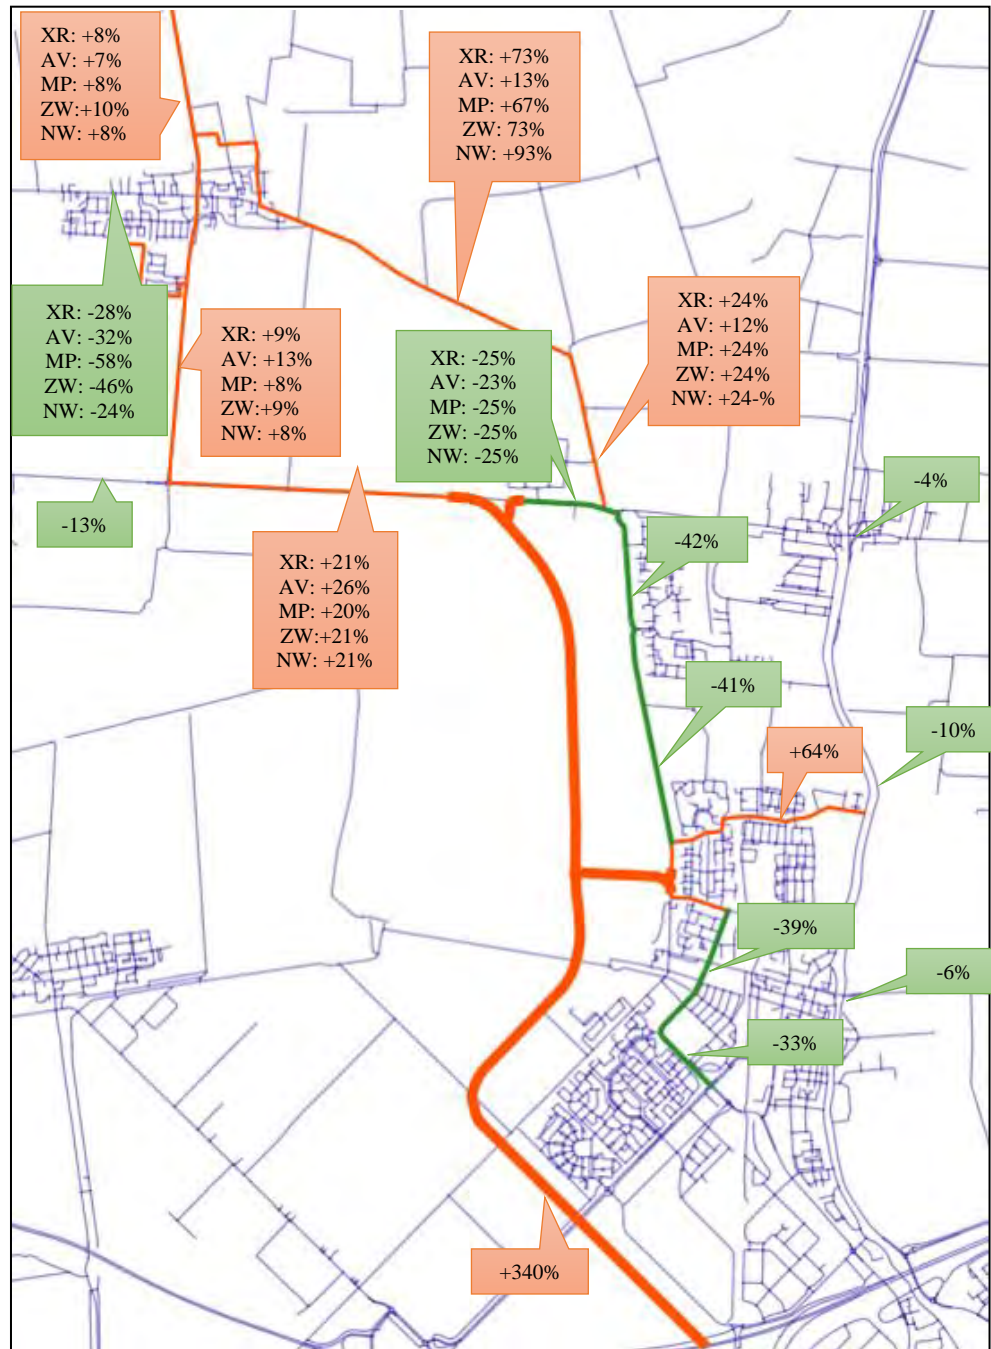 XR: +8%
AV: +7%
MP: +8%
ZW:+10%
NW: +8%
XR: +73%
AV: +13%
MP: +67%
ZW: 73%
NW: +93%
XR: -28%
AV: -32%
MP: -58%
ZW: -46%
NW: -24%
XR: +9%
AV: +13%
MP: +8%
ZW:+9%
NW: +8%
XR: -25%
AV: -23%
MP: -25%
ZW: -25%
NW: -25%
XR: +24%
AV: +12%
MP: +24%
ZW: +24%
NW: +24-%
-13%
-4%
-42%
XR: +21%
AV: +26%
MP: +20%
ZW:+21%
NW: +21%
-41%
-10%
+64%
-39%
-6%
-33%
+340%